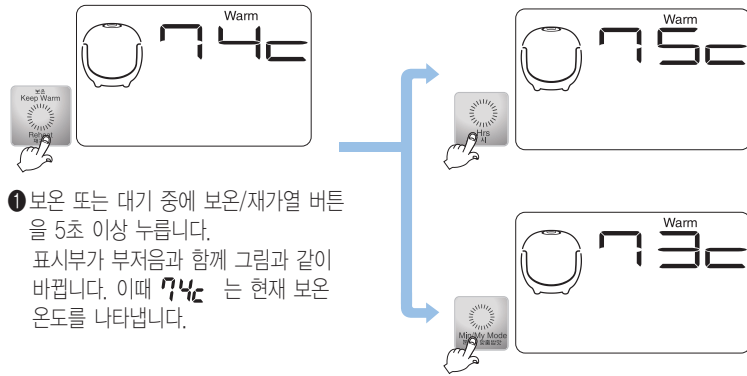 Warm
74c
보온
Keep Warm
Reheat
❶ 보온 또는 대기 중에 보온/재가열 버튼
을 5초 이상 누릅니다.
표시부가 부저음과 함께 그림과 같이
바뀝니다. 이때 74c 는 현재 보온
온도를 나타냅니다.
Warm
75c
Hrs
시
Warm
73c
Min/My Mode